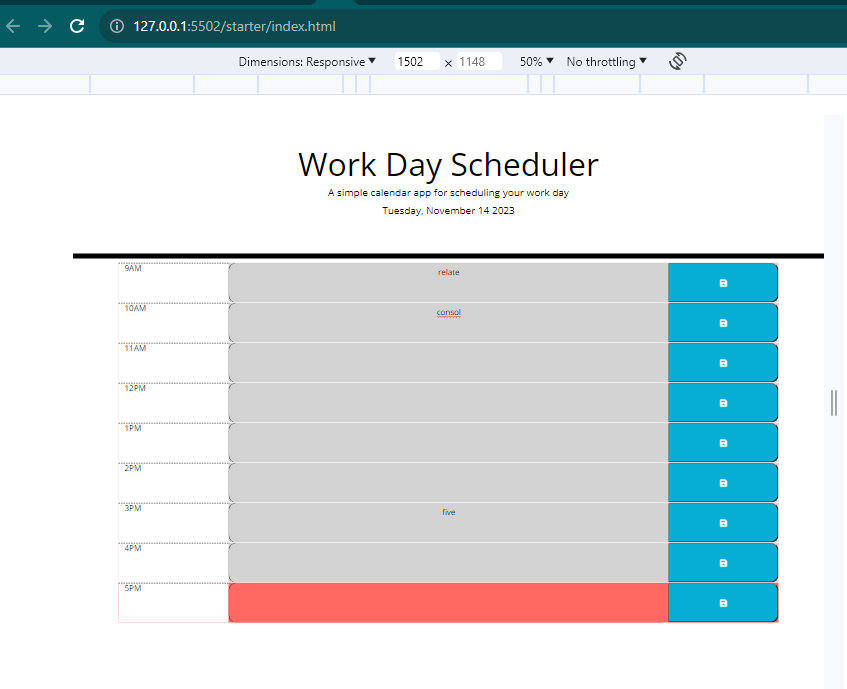 127.0.0.1:5502/starter/index.html
Dimensions: Responsive ▼ 1502 x 1148 50% ▼ No throttling ▼
Work Day Scheduler
A simple calendar app for scheduling your work day
Tuesday, November 14 2023
9AM relate
10AM consol
11AM
12PM
1PM
2PM
3PM five
4PM
5PM